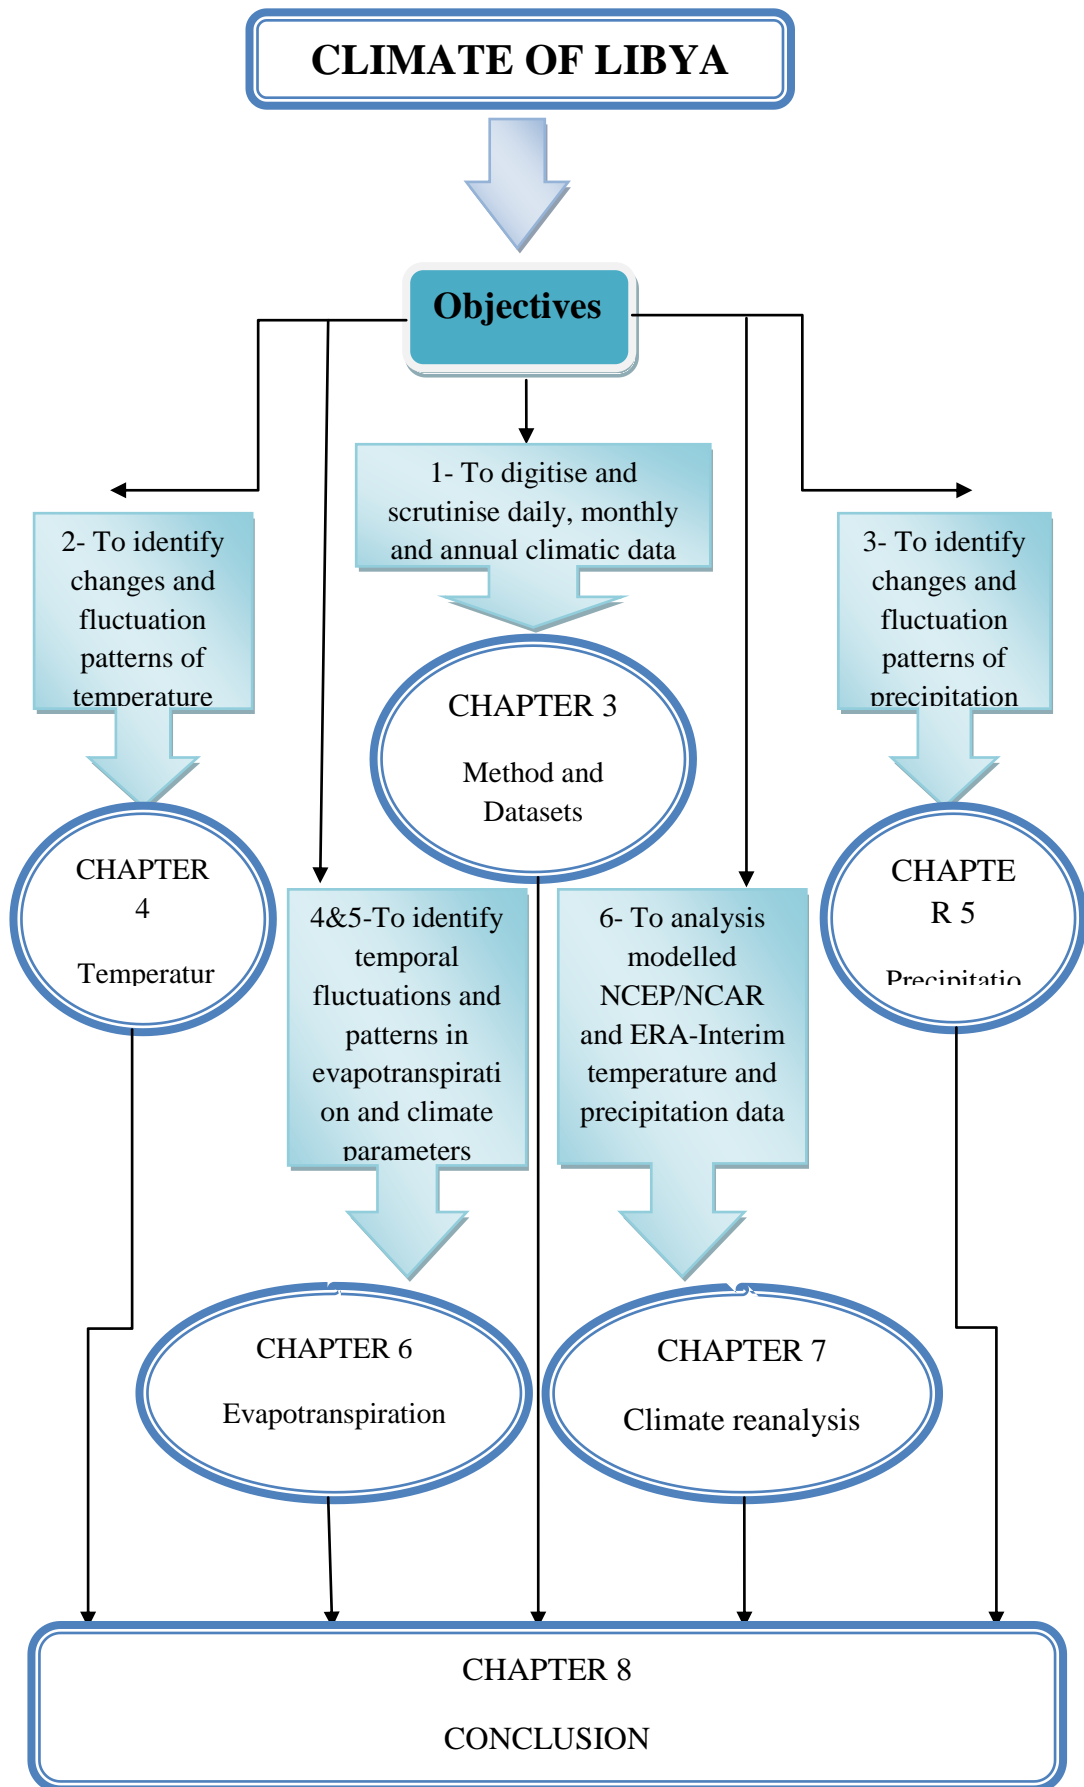 CLIMATE OF LIBYA
Objectives
1- To digitise and
scrutinise daily, monthly
and annual climatic data
2- To identify
changes and
fluctuation
patterns of
temperature
3- To identify
changes and
fluctuation
patterns of
precipitation
CHAPTER 3
Method and
Datasets
CHAPTER
4
Temperatur
CHAPTE
R 5
Precipitatio
4&5-To identify
temporal
fluctuations and
patterns in
evapotranspirati
on and climate
parameters
6- To analysis
modelled
NCEP/NCAR
and ERA-Interim
temperature and
precipitation data
CHAPTER 6
Evapotranspiration
CHAPTER 7
Climate reanalysis
CHAPTER 8
CONCLUSION